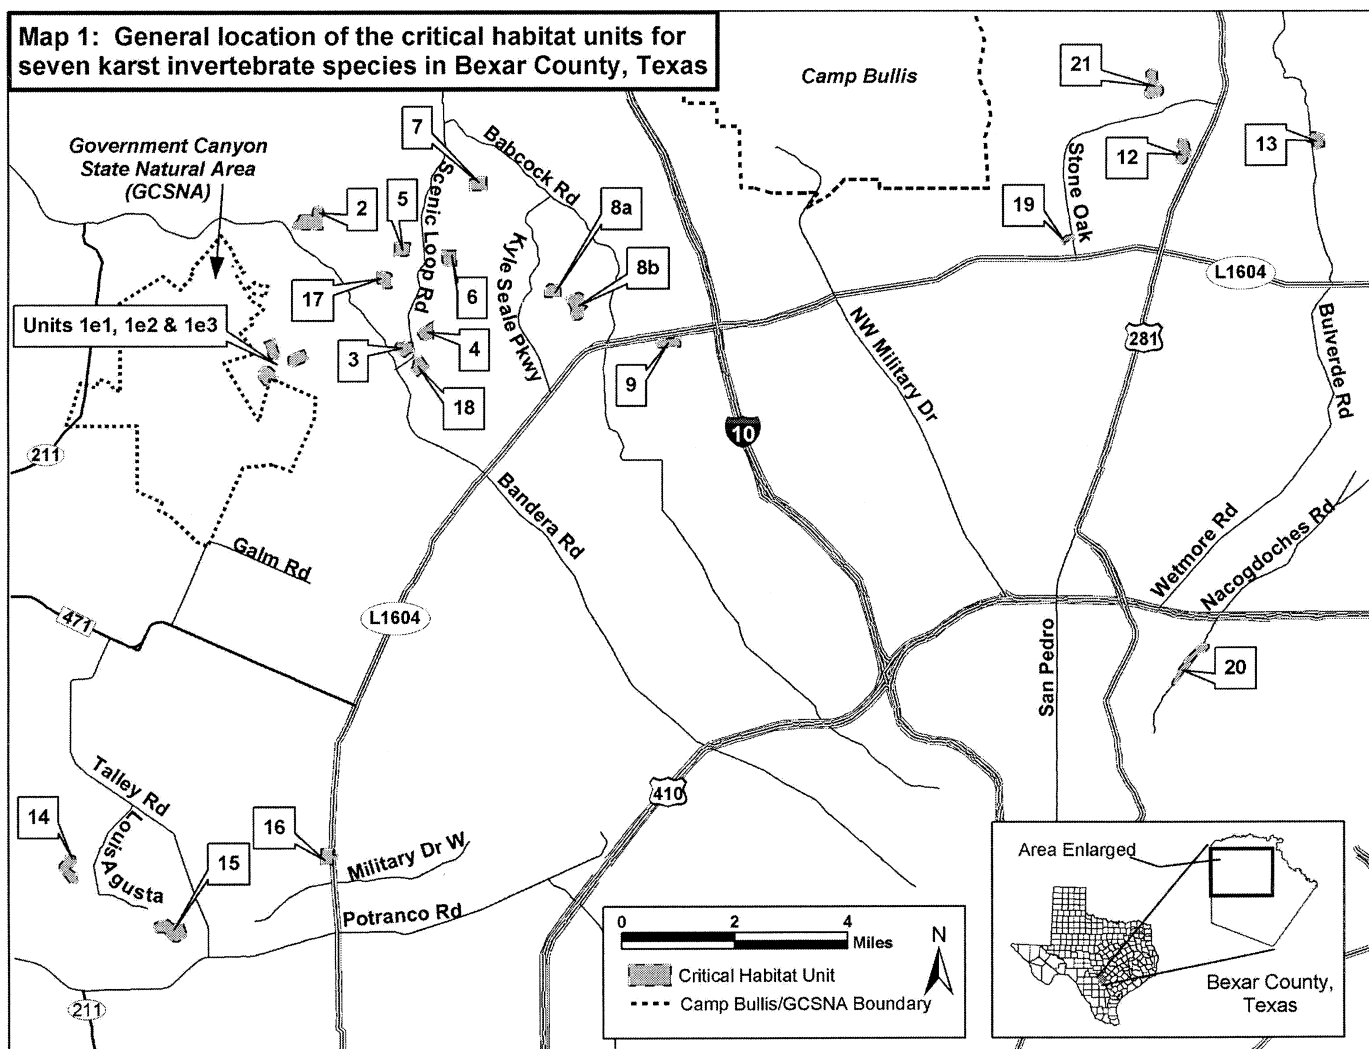 Map 1: General location of the critical habitat units for
seven karst invertebrate species in Bexar County, Texas
Camp Bullis
21
7
Government Canyon
State Natural Area
(GCSNA)
Babcock Rd
Scenic Loop Rd
Stone Oak
12
13
2
5
8a
19
Kyle Seale Pkwy
8b
17
6
L1604
Units 1e1, 1e2 & 1e3
3
4
NW Military Dr
281
Bulverde Rd
9
18
10
211
Bandera Rd
Galm Rd
Wetmore Rd
Nacogdoches Rd
471
L1604
San Pedro
20
Talley Rd
410
14
Louis Agusta
16
Military Dr W
15
Potranco Rd
211
0 2 4
Miles
N
Critical Habitat Unit
Camp Bullis/GCSNA Boundary
Area Enlarged
Bexar County,
Texas